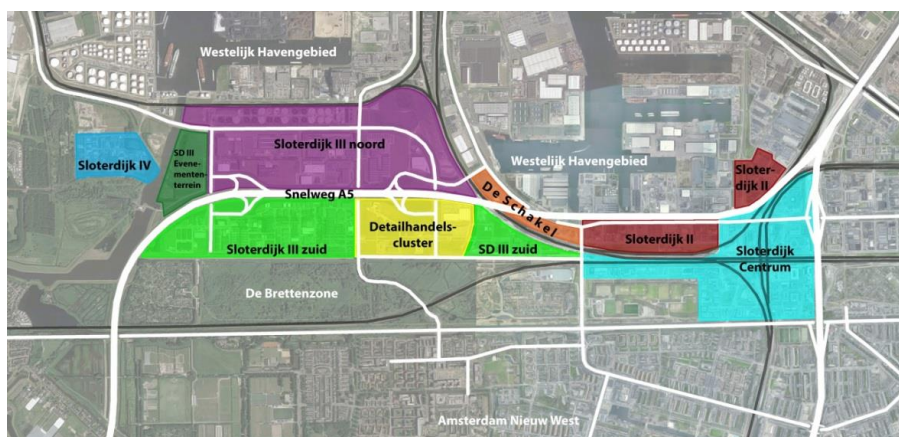 Westelijk Havengebied
Sloterdijk IV
SD III
Evene-
menten-
terrein
Sloterdijk III noord
Westelijk Havengebied
Sloter-
dijk II
Snelweg A5
De Schakel
Detailhandels-
cluster
Sloterdijk III zuid
SD III zuid
Sloterdijk II
Sloterdijk
Centrum
De Brettenzone
Amsterdam Nieuw West